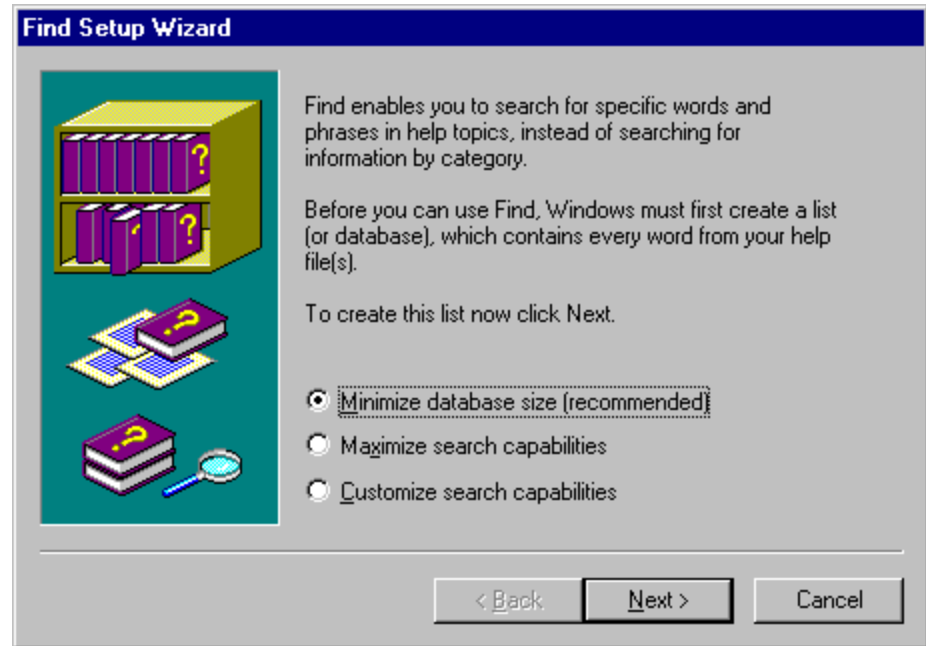 Find Setup Wizard
Find enables you to search for specific words and
phrases in help topics, instead of searching for
information by category.
Before you can use Find, Windows must first create a list
(or database), which contains every word from your help
file(s).
To create this list now click Next.
Minimize database size (recommended)
Maximize search capabilities
Customize search capabilities
< Back
Next >
Cancel